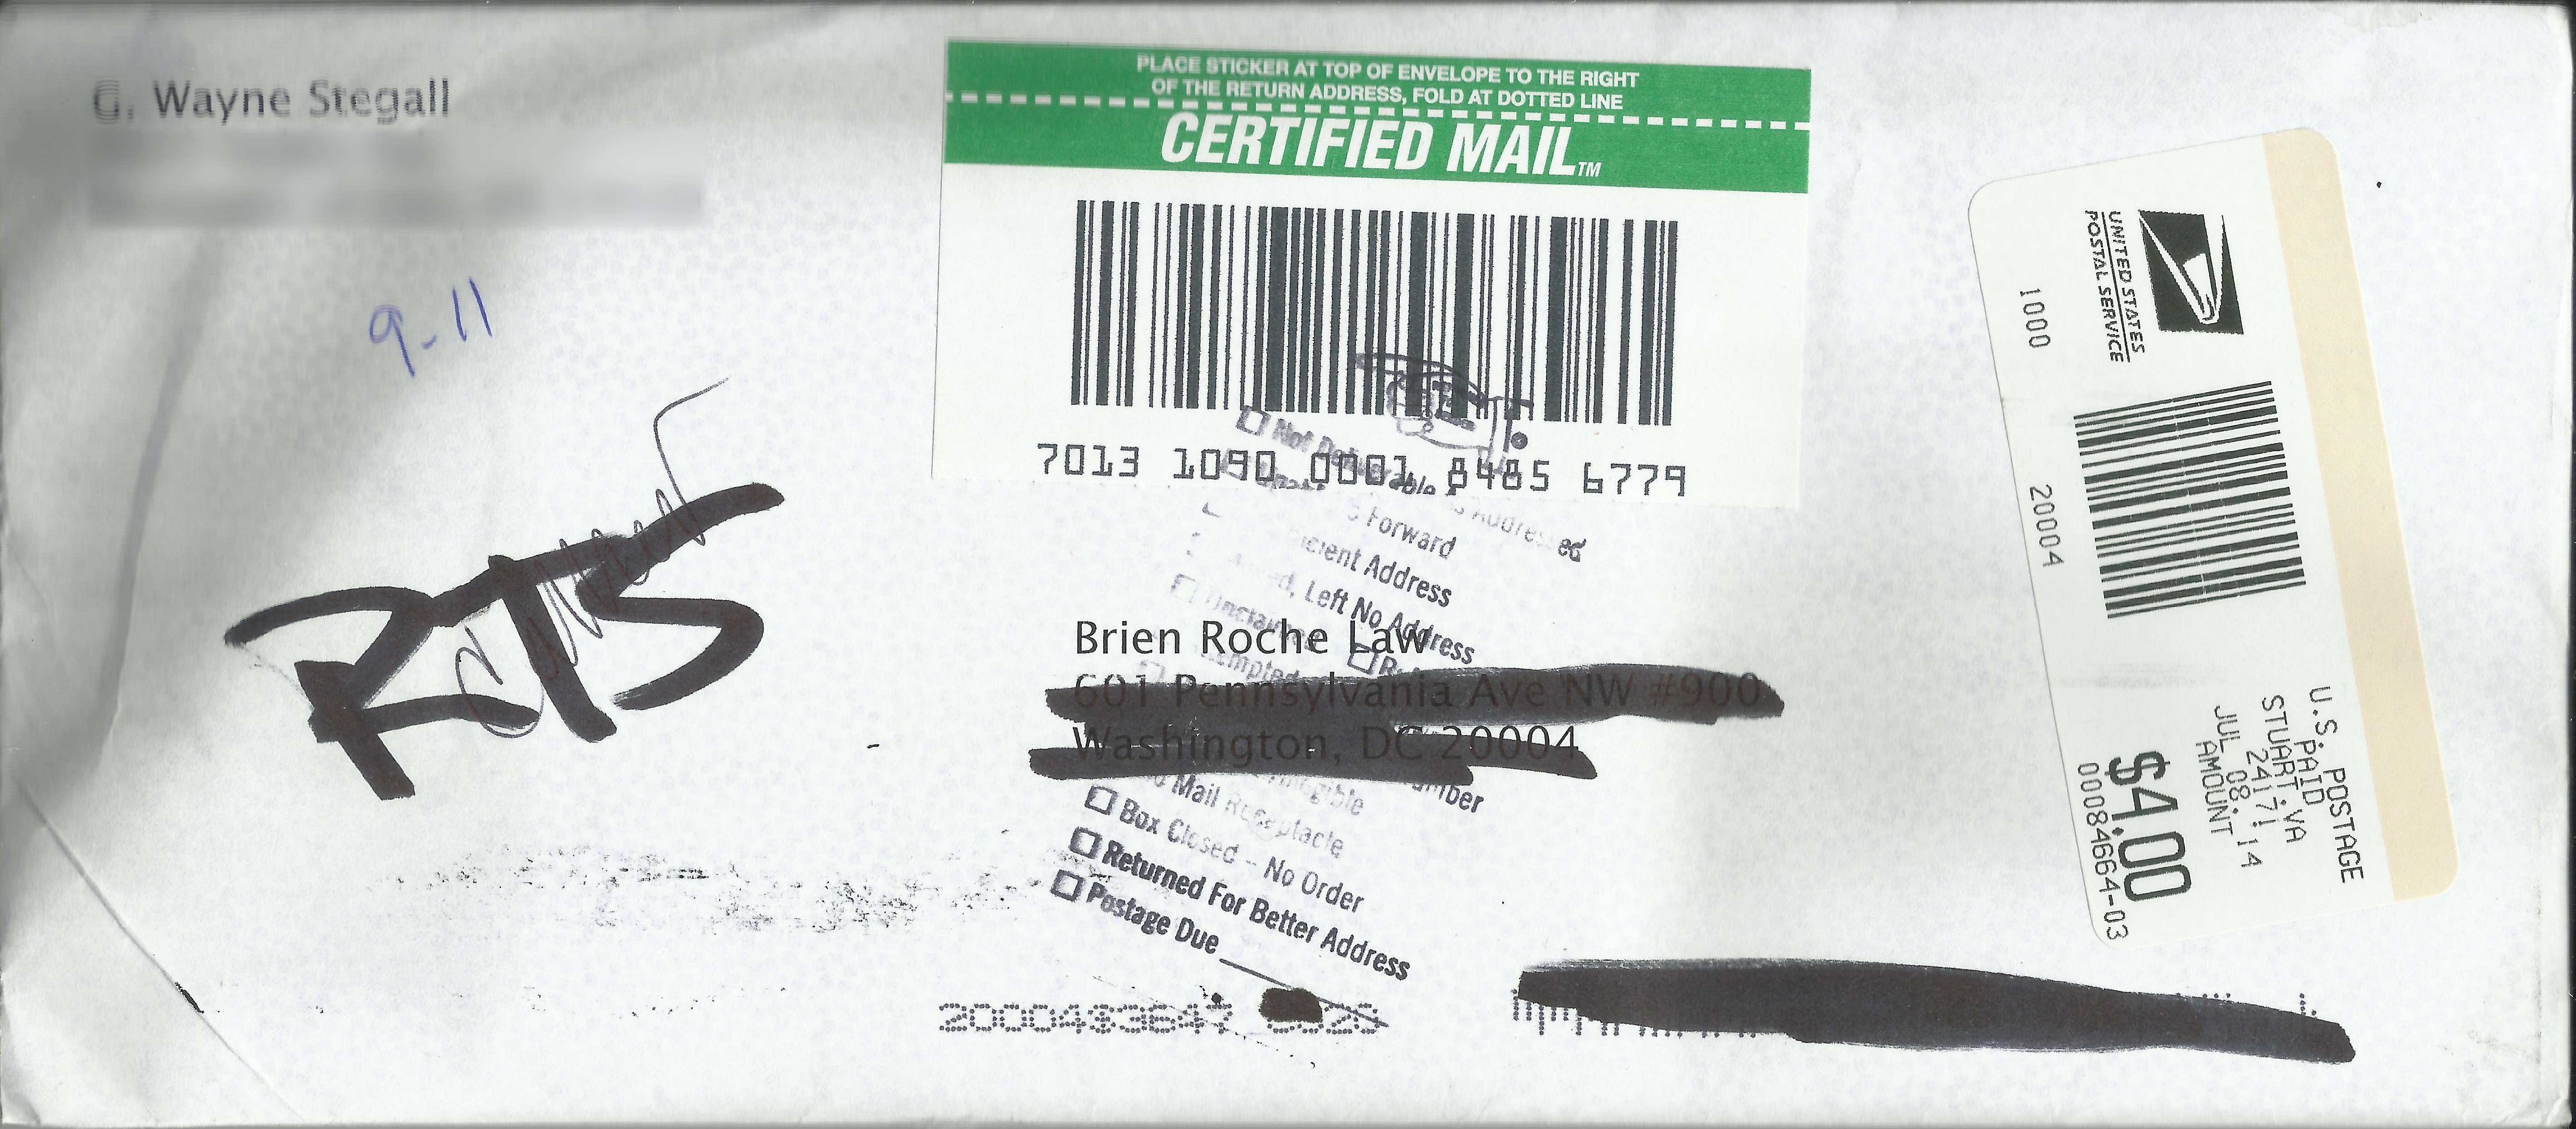 G. Wayne Stegall
PLACE STICKER AT TOP OF ENVELOPE TO THE RIGHT
OF THE RETURN ADDRESS, FOLD AT DOTTED LINE
CERTIFIED MAIL™
7013 1090 0001 8485 6779
9-11
RTS
Not Deliverable As Addressed
Forward
Address
Left No Address
Brien Roche Law
601 Pennsylvania Ave NW #900
Washington, DC 20004
Mail Receptacle
Box Closed - No Order
Returned For Better Address
Postage Due
UNITED STATES
POSTAL SERVICE
1000
20004
U.S. POSTAGE
PAID
STUART, VA
24171
JUL 08, 14
AMOUNT
$4.00
00084664-03